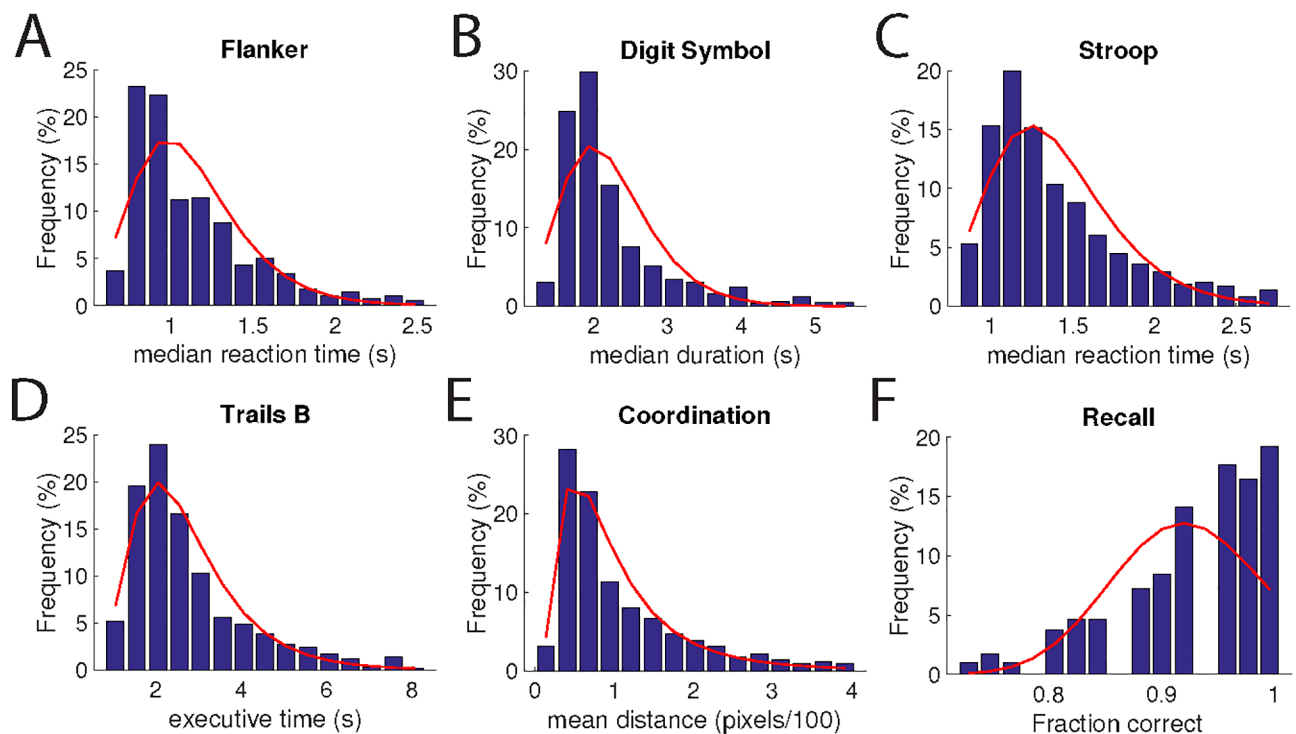 A
Flanker
Frequency (%)
25
20
15
10
5
0
1
1.5
2
2.5
median reaction time (s)
B
Digit Symbol
Frequency (%)
30
20
10
0
2
3
4
5
median duration (s)
C
Stroop
Frequency (%)
20
15
10
5
0
1
1.5
2
2.5
median reaction time (s)
D
Trails B
Frequency (%)
25
20
15
10
5
0
2
4
6
8
executive time (s)
E
Coordination
Frequency (%)
30
20
10
0
0
1
2
3
4
mean distance (pixels/100)
F
Recall
Frequency (%)
20
15
10
5
0
0.8
0.9
1
Fraction correct